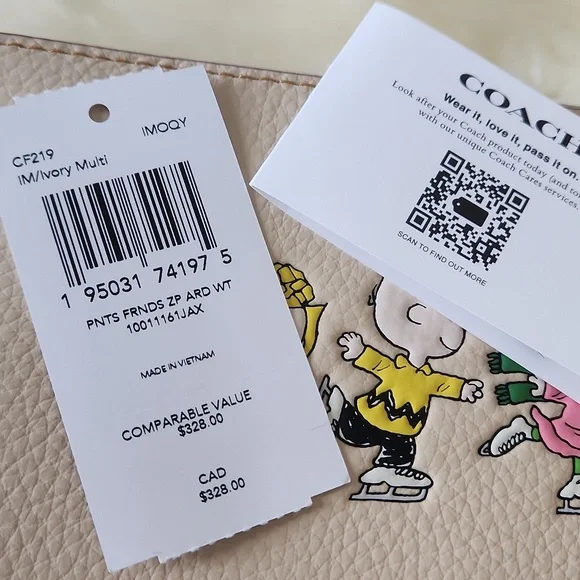 CF219
IMOQY
IM/Ivory Multi
1 95031 74197 5
PNTS FRNDS ZP ARD WT
10011161JAX
MADE IN VIETNAM
COMPARABLE VALUE
$328.00
CAD
$328.00
COACH
Wear it, love it, pass it on.
Look after your Coach product today (and tom
with our unique Coach Cares services.
SCAN TO FIND OUT MORE